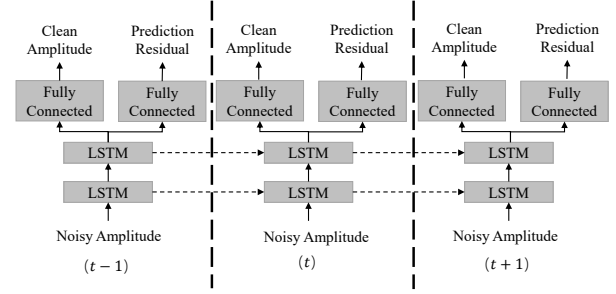 Clean
Amplitude
Prediction
Residual
Clean
Amplitude
Prediction
Residual
Clean
Amplitude
Prediction
Residual
Fully
Connected
Fully
Connected
Fully
Connected
Fully
Connected
Fully
Connected
Fully
Connected
LSTM
LSTM
LSTM
LSTM
LSTM
LSTM
Noisy Amplitude
Noisy Amplitude
Noisy Amplitude
(t − 1)
(t)
(t + 1)